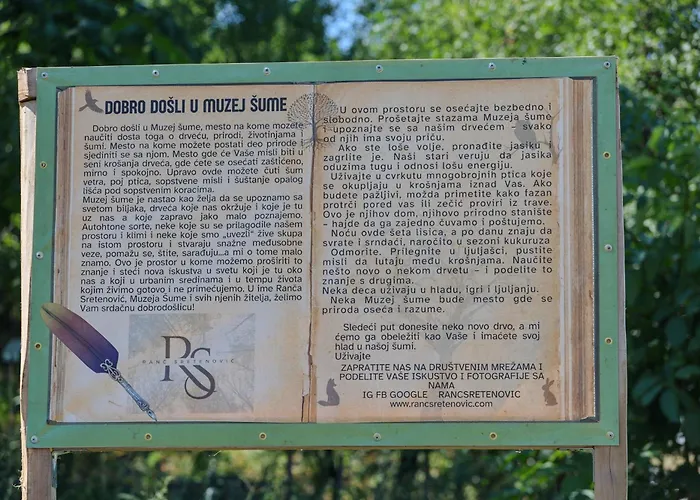 DOBRO DOŠLI U MUZEJ ŠUME
Dobro došli u Muzej šume, mesto na kome možete
naučiti dosta toga o drveću, prirodi, životinjama i
šumi. Mesto na kome možete postati deo prirode i
sjediniti se sa njom. Mesto gde će Vaše misli biti u
seni krošanja drveća, gde ćete se osećati zaštićeno,
mirno i spokojno. Upravo ovde možete čuti šum
vetra, poj ptica, sopstvene misli i šuštanje opalog
lišća pod sopstvenim koracima.
Muzej šume je nastao kao želja da se upoznamo sa
svetom biljaka, drveća koje nas okružuje i koje je tu
uz nas a koje zapravo jako malo poznajemo.
Autohtone sorte, neke koje su se prilagodile našem
prostoru i klimi i neke koje smo „uvezli" žive skupa
na istom prostoru i stvaraju snažne međusobne
veze, pomažu se, štite, sarađuju...a mi o tome malo
znamo. Ovo je prostor u kome možemo proširiti to
znanje i steći nova iskustva u svetu koji je tu oko
nas a koji u urbanim sredinama i u tempu života
kojim živimo gotovo i ne primećujemo. U ime Ranča
Sretenović, Muzeja Šume i svih njenih žitelja, želimo
Vam srdačnu dobrodošlicu!
RS
RANČ SRETENOVIĆ
U ovom prostoru se osećajte bezbedno i
slobodno. Prošetajte stazama Muzeja šume
i upoznajte se sa našim drvećem - svako
od njih ima svoju priču.
Ako ste loše volje, pronađite jasiku i
zagrlite je. Naši stari veruju da jasika
oduzima tugu i odnosi lošu energiju.
Uživajte u cvrkutu mnogobrojnih ptica koje
se okupljaju u krošnjama iznad Vas. Ako
budete pažljivi, možda primetite kako fazan
protrči pored vas ili zečić proviri iz trave.
Ovo je njihov dom, njihovo prirodno stanište
– hajde da ga zajedno čuvamo i poštujemo.
Noću ovde šeta lisica, a po danu znaju da
svrate i srndaći, naročito u sezoni kukuruza
Odmorite. Prilegnite u ljuljašci, pustite
misli da lutaju među krošnjama. Naučite
nešto novo o nekom drvetu – i podelite to
znanje s drugima.
Neka deca uživaju u hladu, igri i ljuljanju.
Neka Muzej šume bude mesto gde se
priroda oseća i razume.
Sledeći put donesite neko novo drvo, a mi
ćemo ga obeležiti kao Vaše i imaćete svoj
hlad u našoj šumi.
Uživajte
ZAPRATITE NAS NA DRUŠTVENIM MREŽAMA I
PODELITE VAŠE ISKUSTVO I FOTOGRAFIJE SA
NAMA
IG FB GOOGLE RANCSRETENOVIC
www.rancsretenovic.com